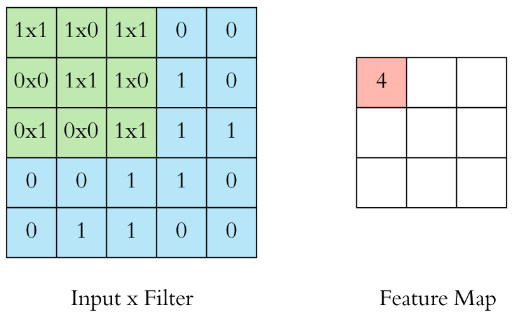 1x1 1x0 1x1 0 0
0x0 1x1 1x0 1 0
4
0x1 0x0 1x1 1 1
0 0 1 1 0
0 1 1 0 0
Input x Filter
Feature Map